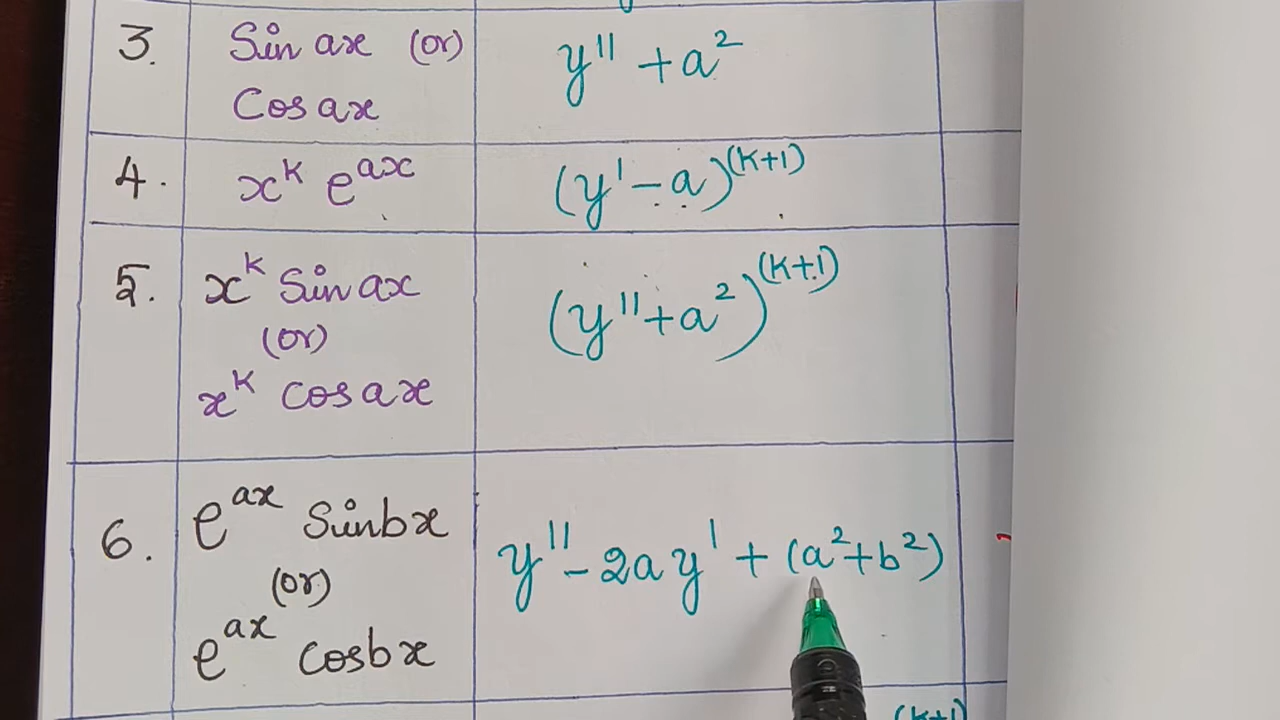 3. Sin ax (or) y'' + a²
Cos ax
4. x^k e^ax (y' - a)^(k+1)
5. x^k Sin ax (y'' + a²)^(k+1)
(or)
x^k cos ax
6. e^ax Sinbx y'' - 2ay' + (a² + b²)
(or)
e^ax cosbx
(k+1)